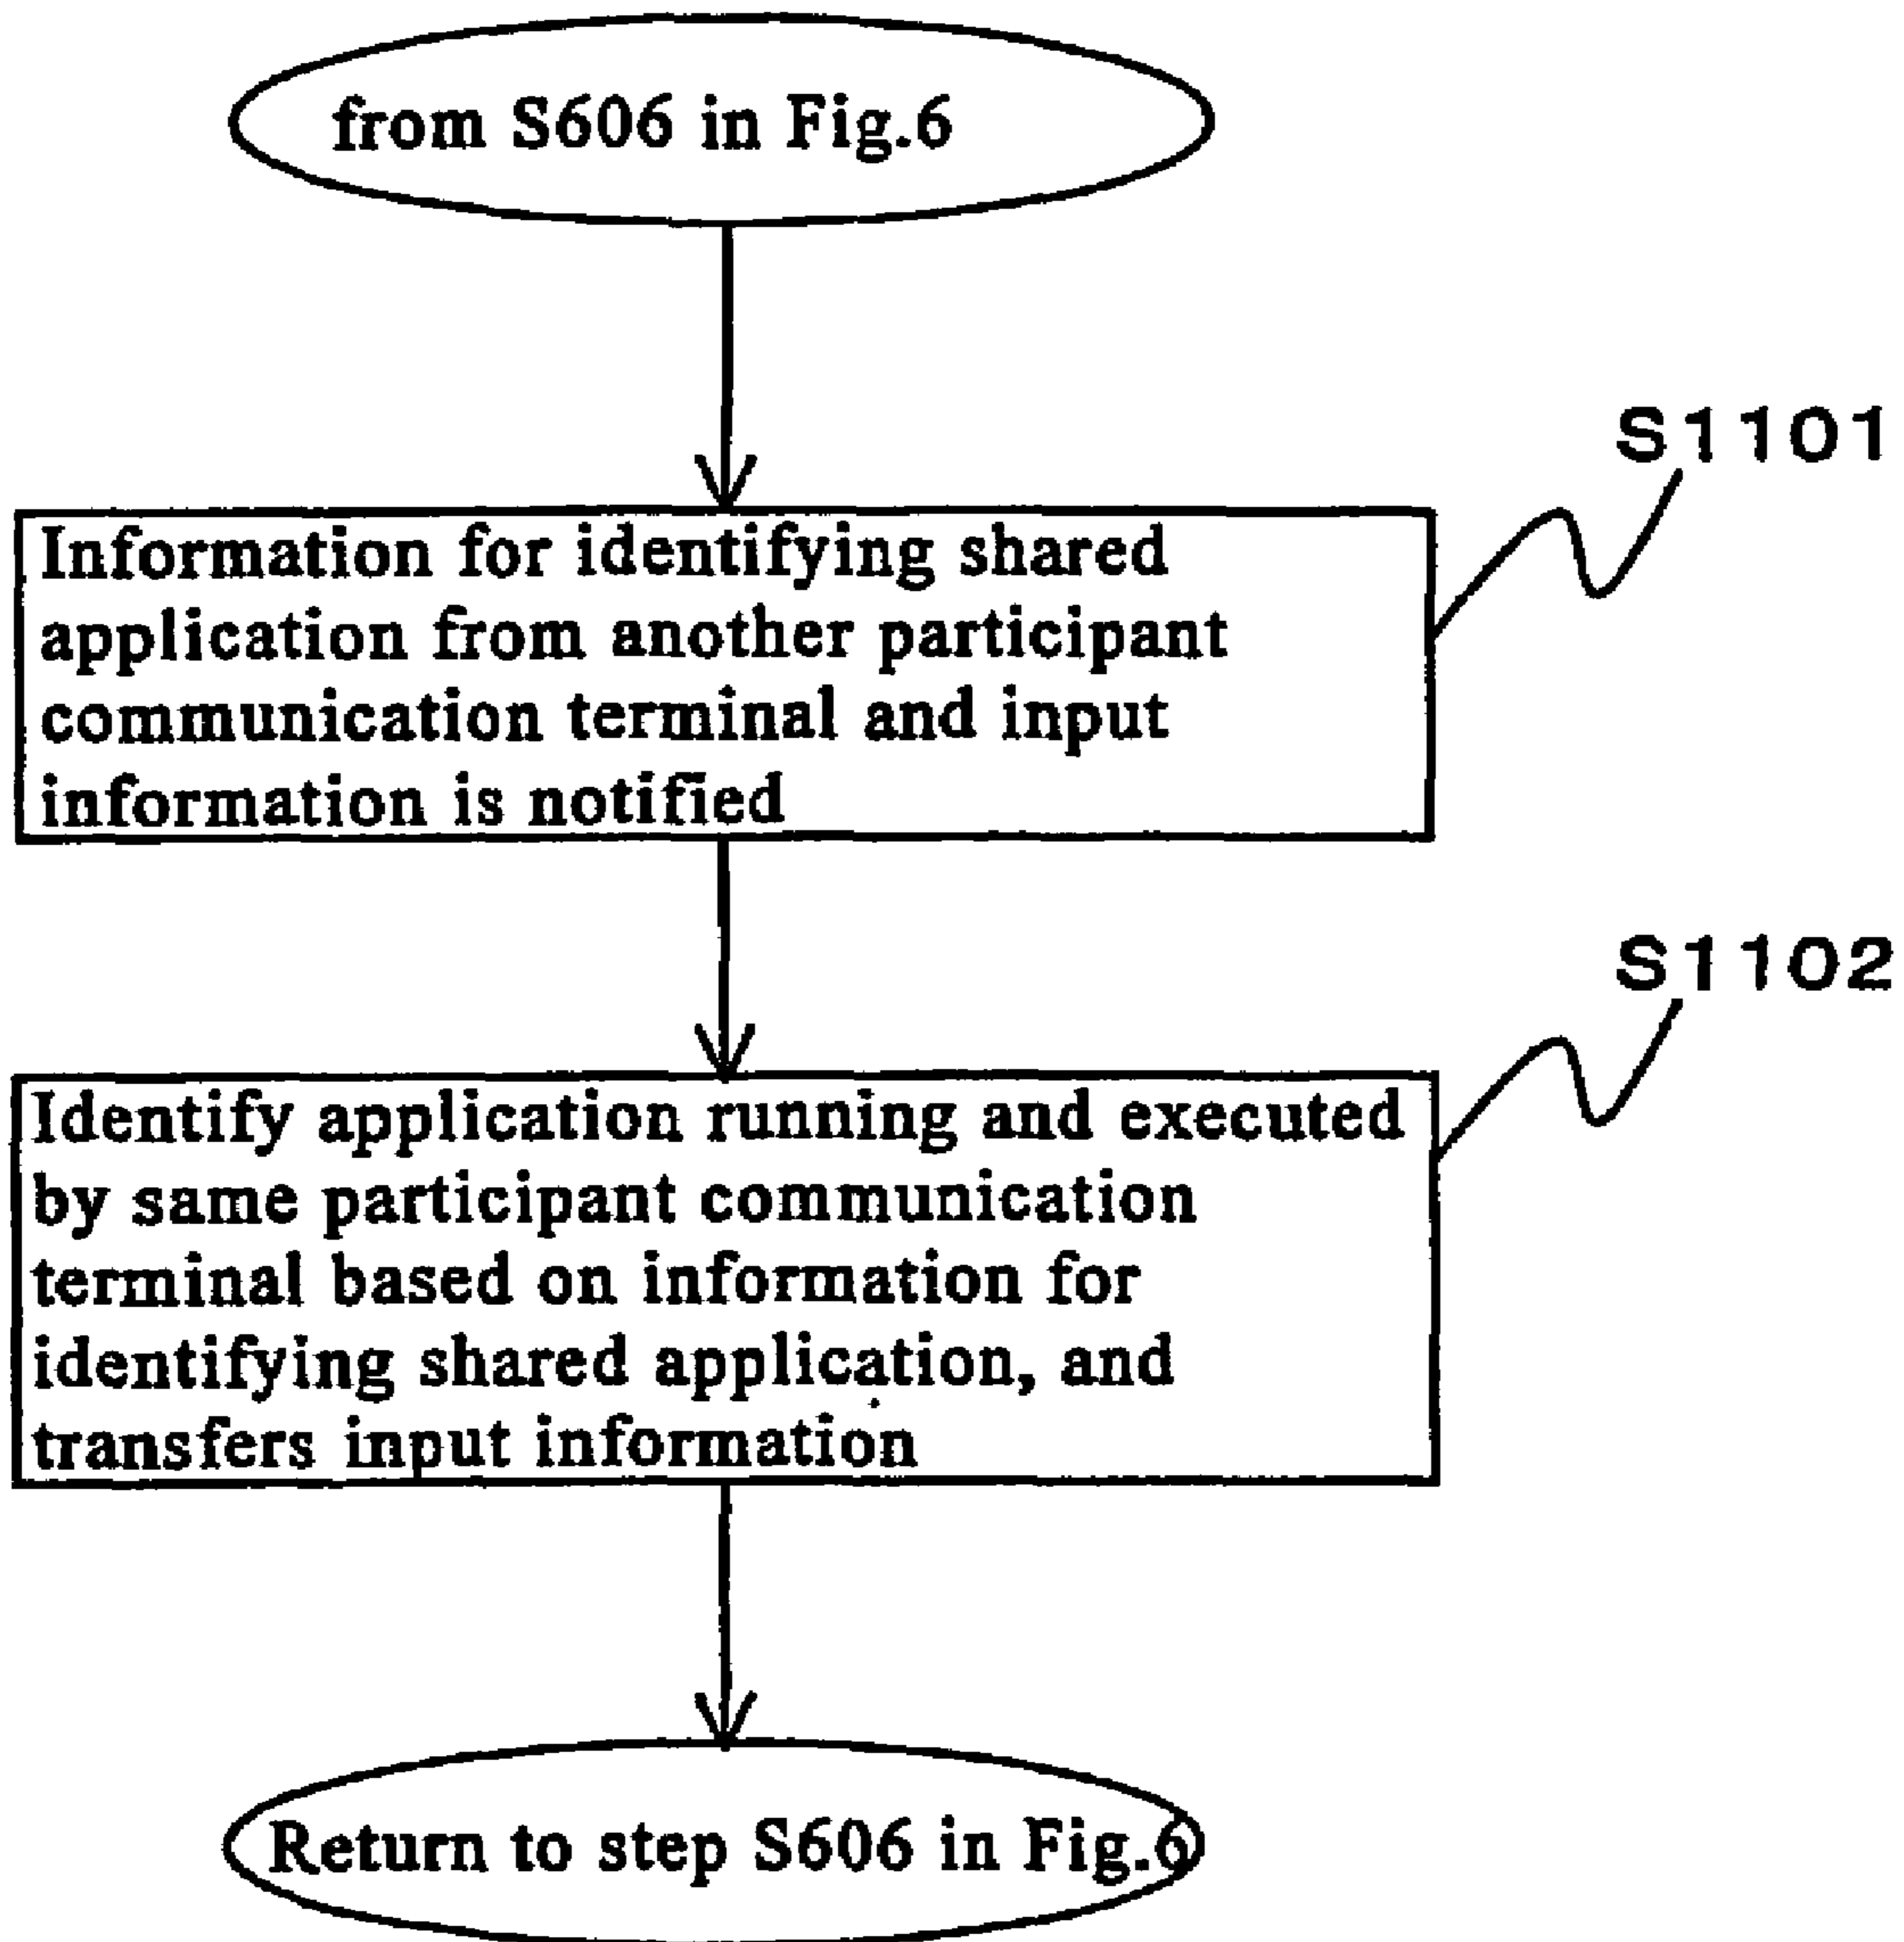 from S606 in Fig.6
S1101
Information for identifying shared
application from another participant
communication terminal and input
information is notified
S1102
Identify application running and executed
by same participant communication
terminal based on information for
identifying shared application, and
transfers input information
Return to step S606 in Fig.6